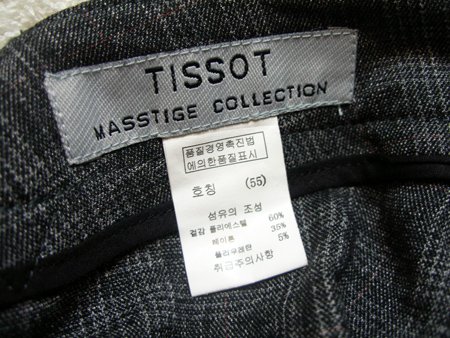 TISSOT
MASSTIGE COLLECTION
품질경영촉진법
에의한품질표시
호칭 (55)
섬유의 조성
겉감 폴리에스텔 60%
레이온 35%
폴리우레탄 5%
취급주의사항